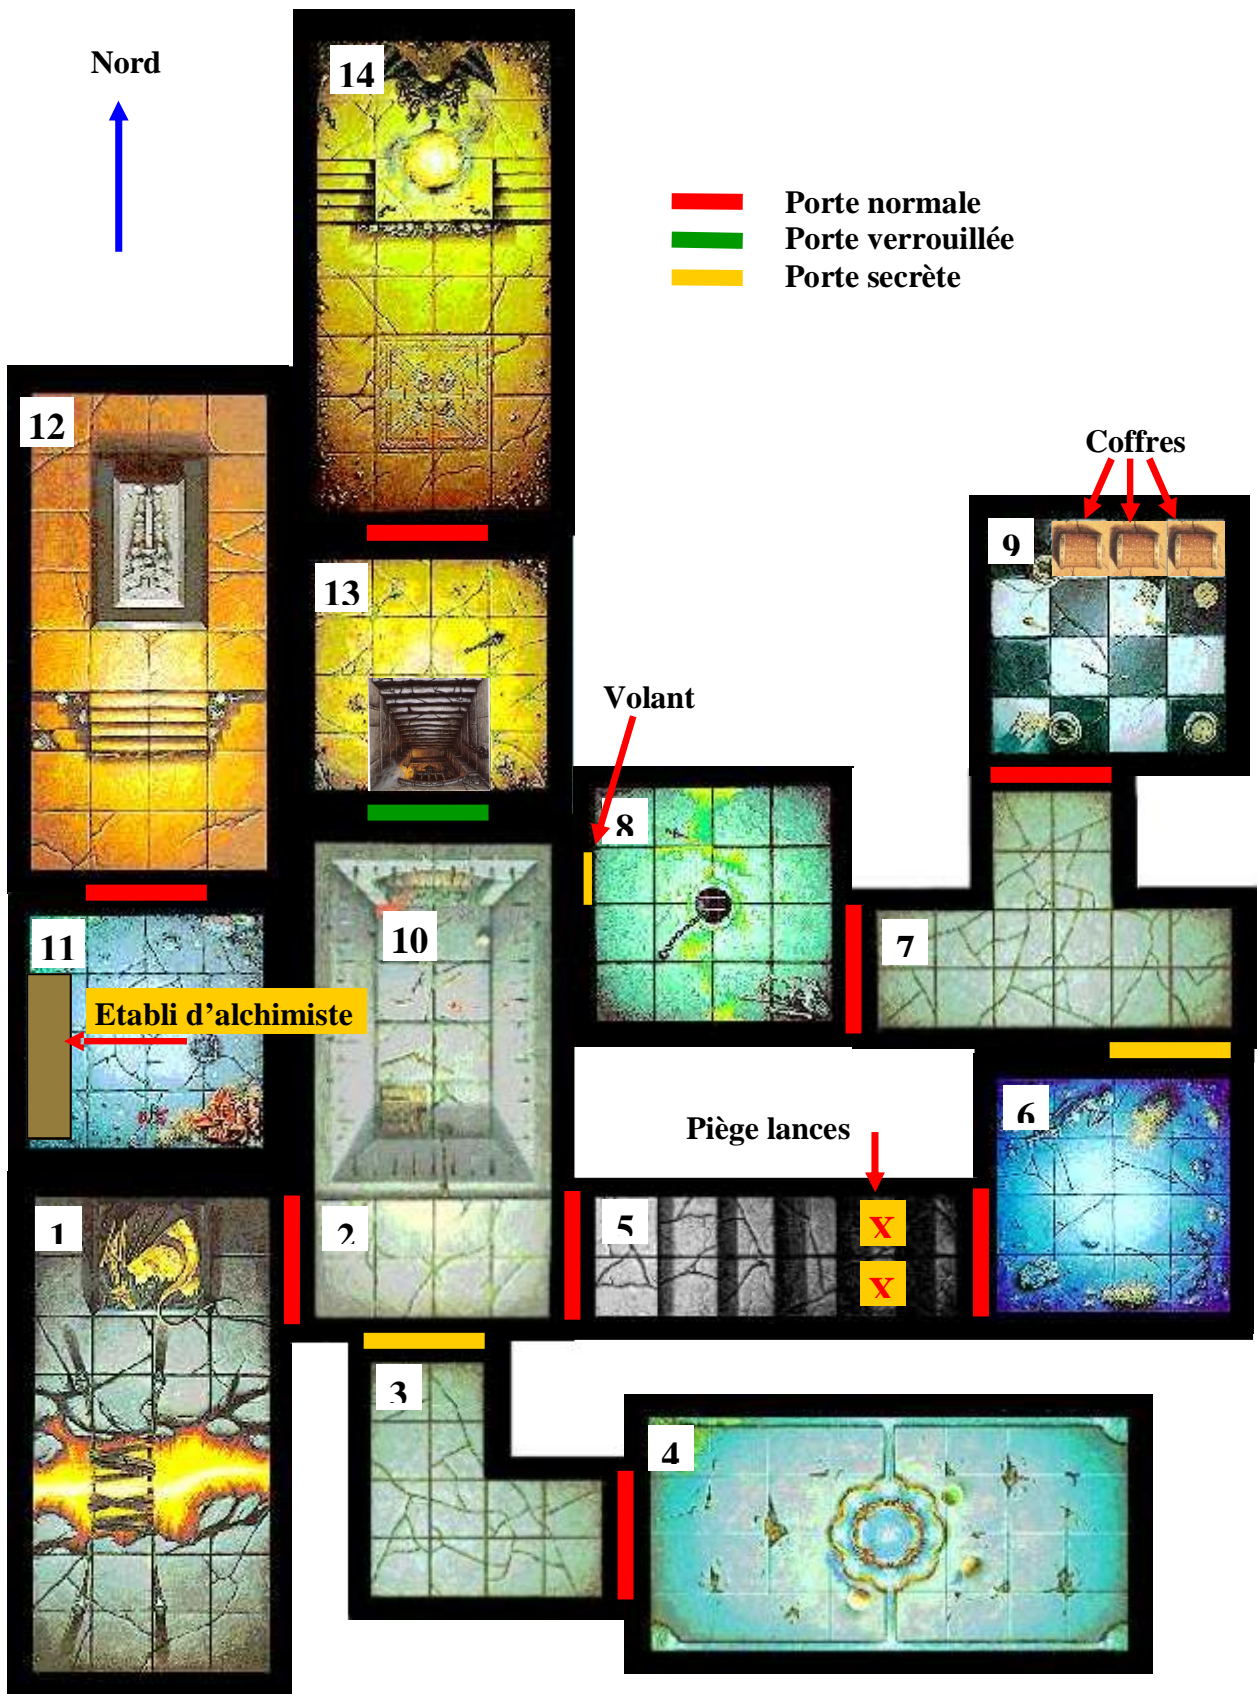 Nord
14
Porte normale
Porte verrouillée
Porte secrète
12
Coffres
9
13
Volant
8
10
11
7
Etabli d'alchimiste
6
Piège lances
1
2
5
X
X
3
4